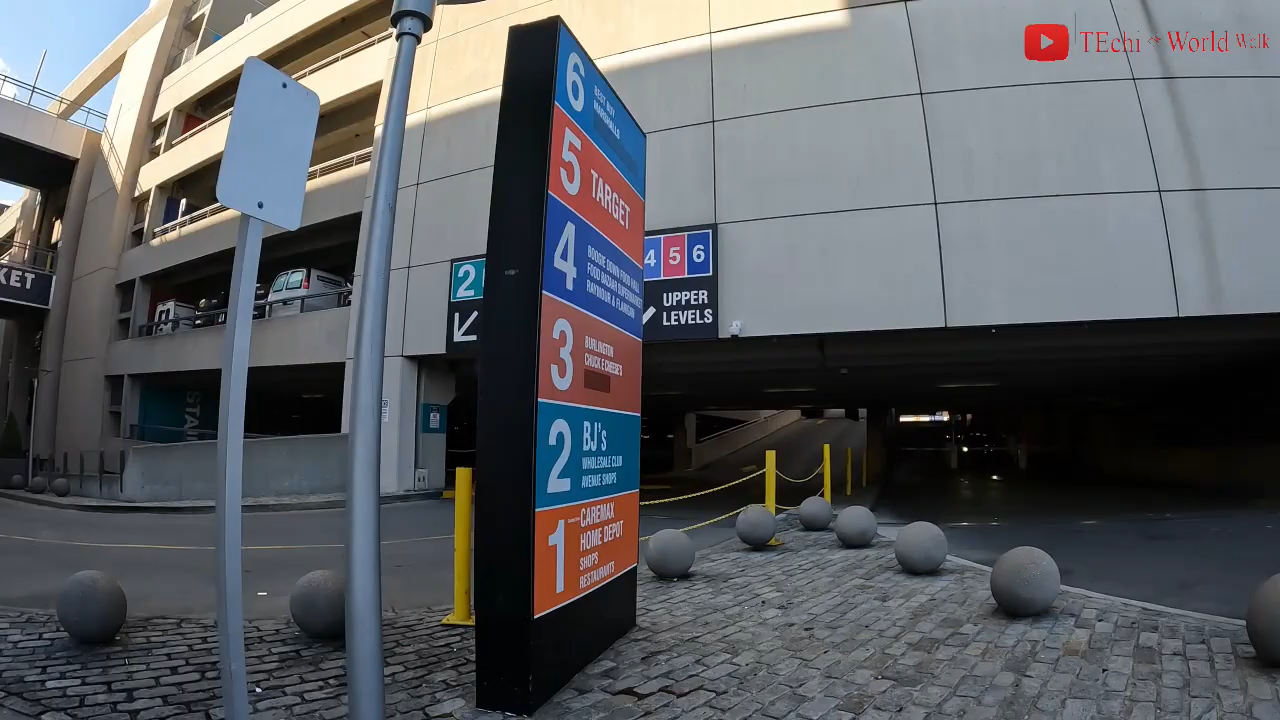 TEchi World Walk
6
BEST BUY
MARSHALLS
5
TARGET
4
BOOGIE DOWN FOOD HALL
FOOD BAZAAR SUPERMARKET
RAYMOUR & FLANIGAN
3
BURLINGTON
CHUCK E CHEESE'S
2
BJ's
WHOLESALE CLUB
AVENUE SHOPS
1
CAREMAX
HOME DEPOT
SHOPS
RESTAURANTS
2
4 5 6
UPPER
LEVELS
KET
STAIR